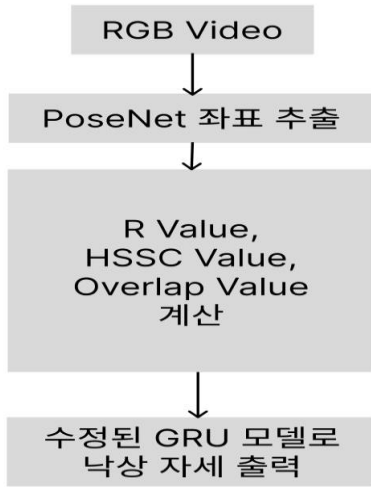 RGB Video
PoseNet 좌표 추출
R Value,
HSSC Value,
Overlap Value
계산
수정된 GRU 모델로
낙상 자세 출력